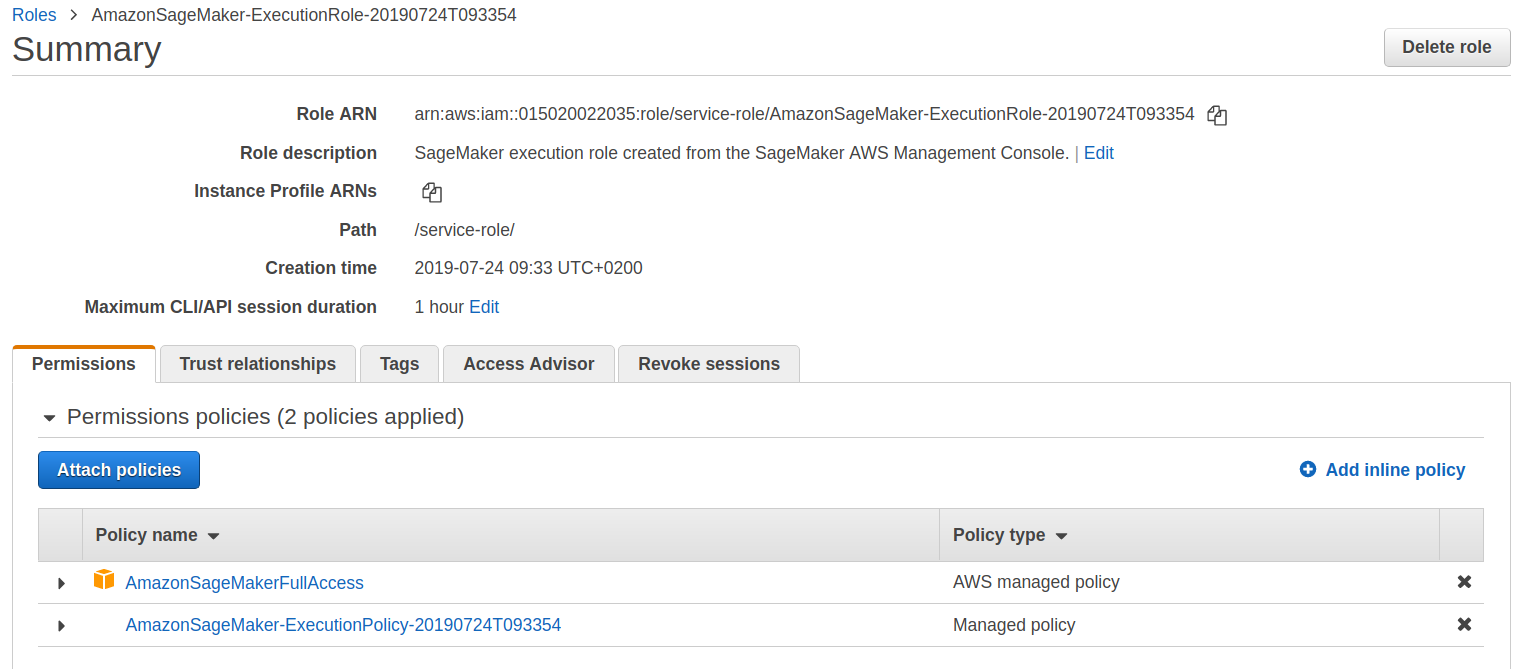 Roles > AmazonSageMaker-ExecutionRole-20190724T093354
Summary
Delete role
Role ARN arn:aws:iam::015020022035:role/service-role/AmazonSageMaker-ExecutionRole-20190724T093354
Role description SageMaker execution role created from the SageMaker AWS Management Console. | Edit
Instance Profile ARNs
Path /service-role/
Creation time 2019-07-24 09:33 UTC+0200
Maximum CLI/API session duration 1 hour Edit
Permissions Trust relationships Tags Access Advisor Revoke sessions
Permissions policies (2 policies applied)
Attach policies Add inline policy
Policy name Policy type
AmazonSageMakerFullAccess AWS managed policy
AmazonSageMaker-ExecutionPolicy-20190724T093354 Managed policy